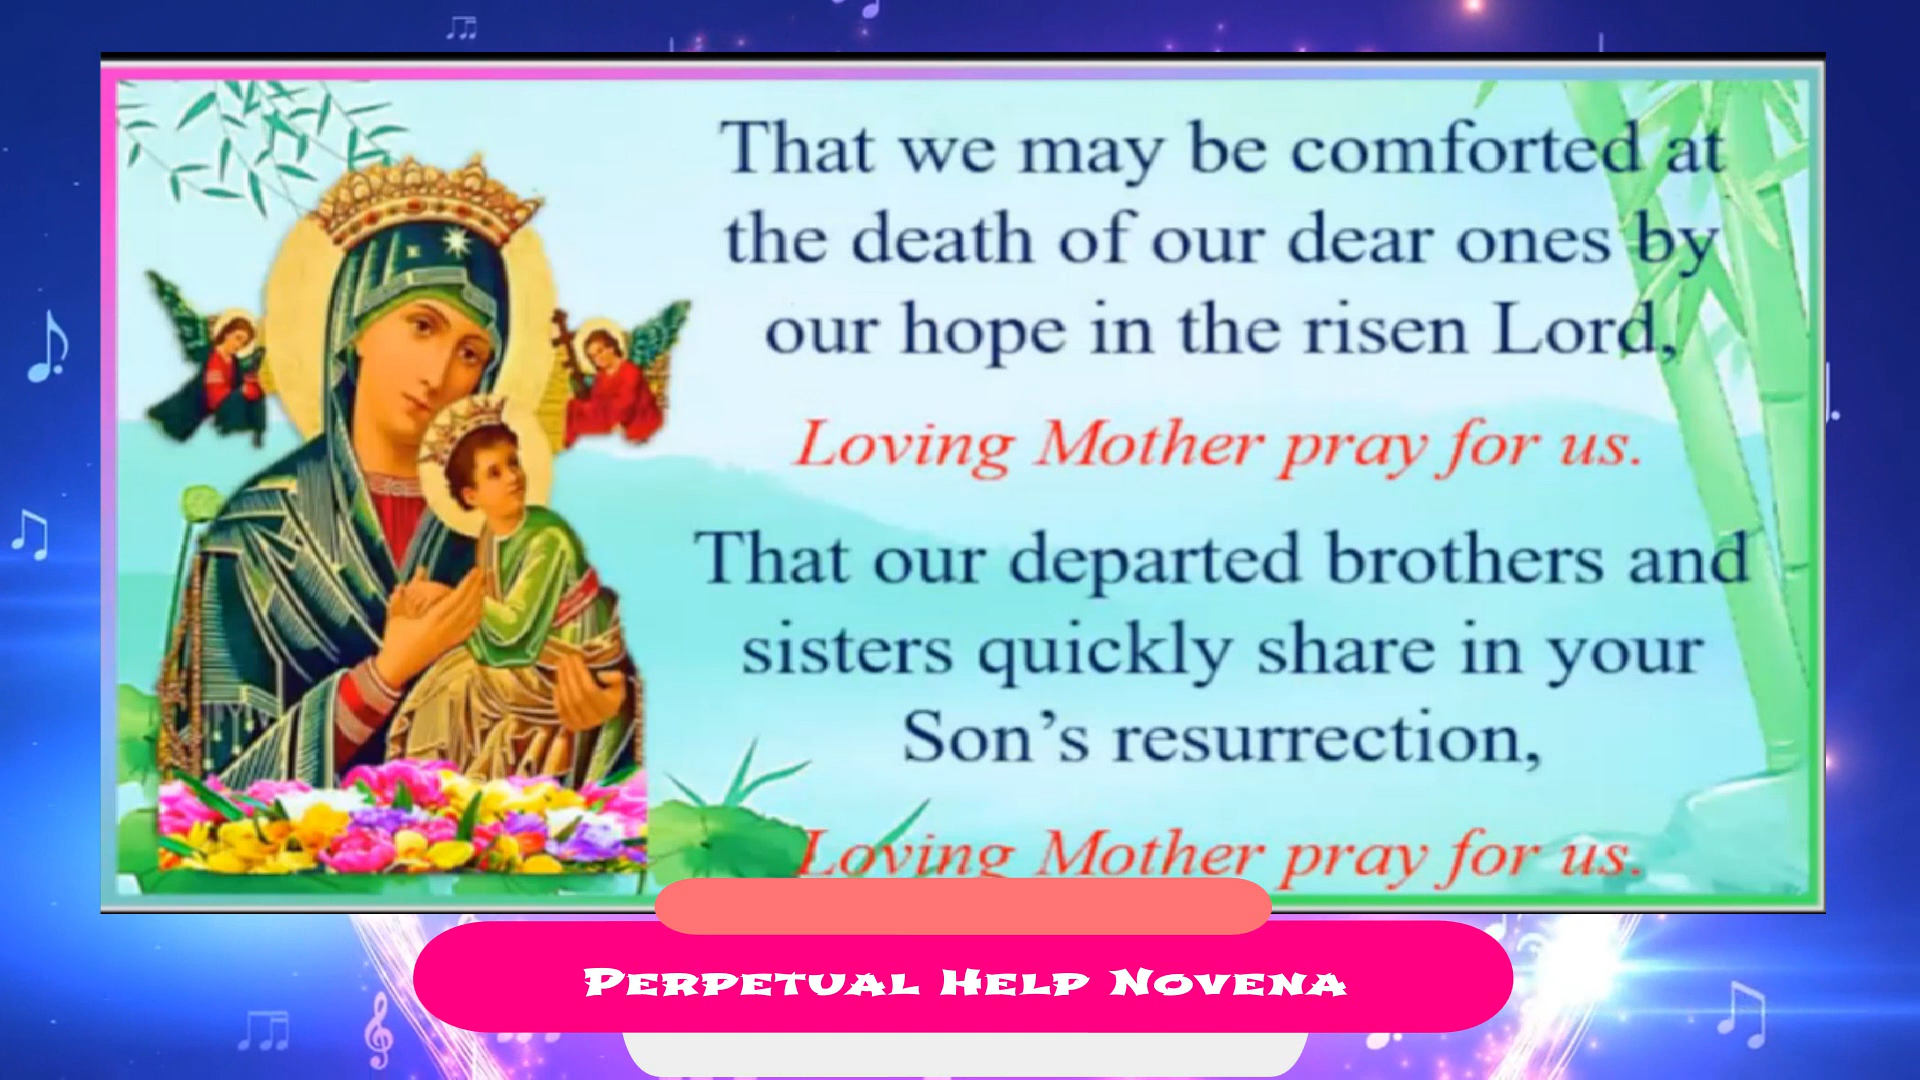 That we may be comforted at
the death of our dear ones by
our hope in the risen Lord,
Loving Mother pray for us.
That our departed brothers and
sisters quickly share in your
Son’s resurrection,
Loving Mother pray for us.
Perpetual Help Novena